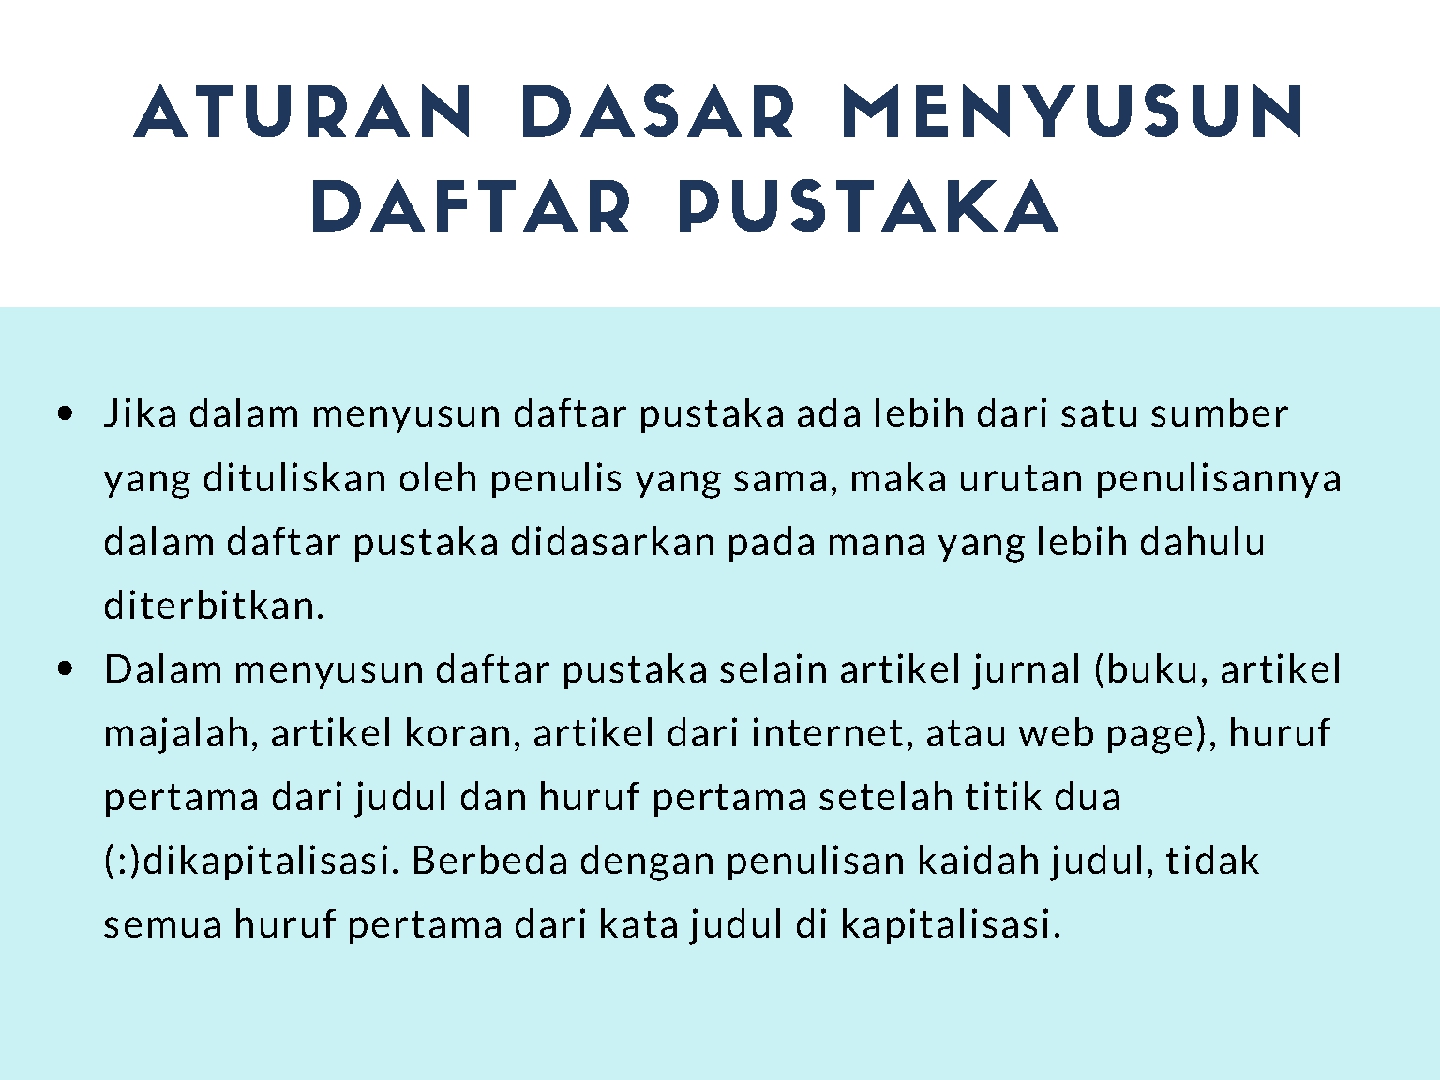 ATURAN DASAR MENYUSUN
DAFTAR PUSTAKA
• Jika dalam menyusun daftar pustaka ada lebih dari satu sumber
yang dituliskan oleh penulis yang sama, maka urutan penulisannya
dalam daftar pustaka didasarkan pada mana yang lebih dahulu
diterbitkan.
• Dalam menyusun daftar pustaka selain artikel jurnal (buku, artikel
majalah, artikel koran, artikel dari internet, atau web page), huruf
pertama dari judul dan huruf pertama setelah titik dua
(:)dikapitalisasi. Berbeda dengan penulisan kaidah judul, tidak
semua huruf pertama dari kata judul di kapitalisasi.